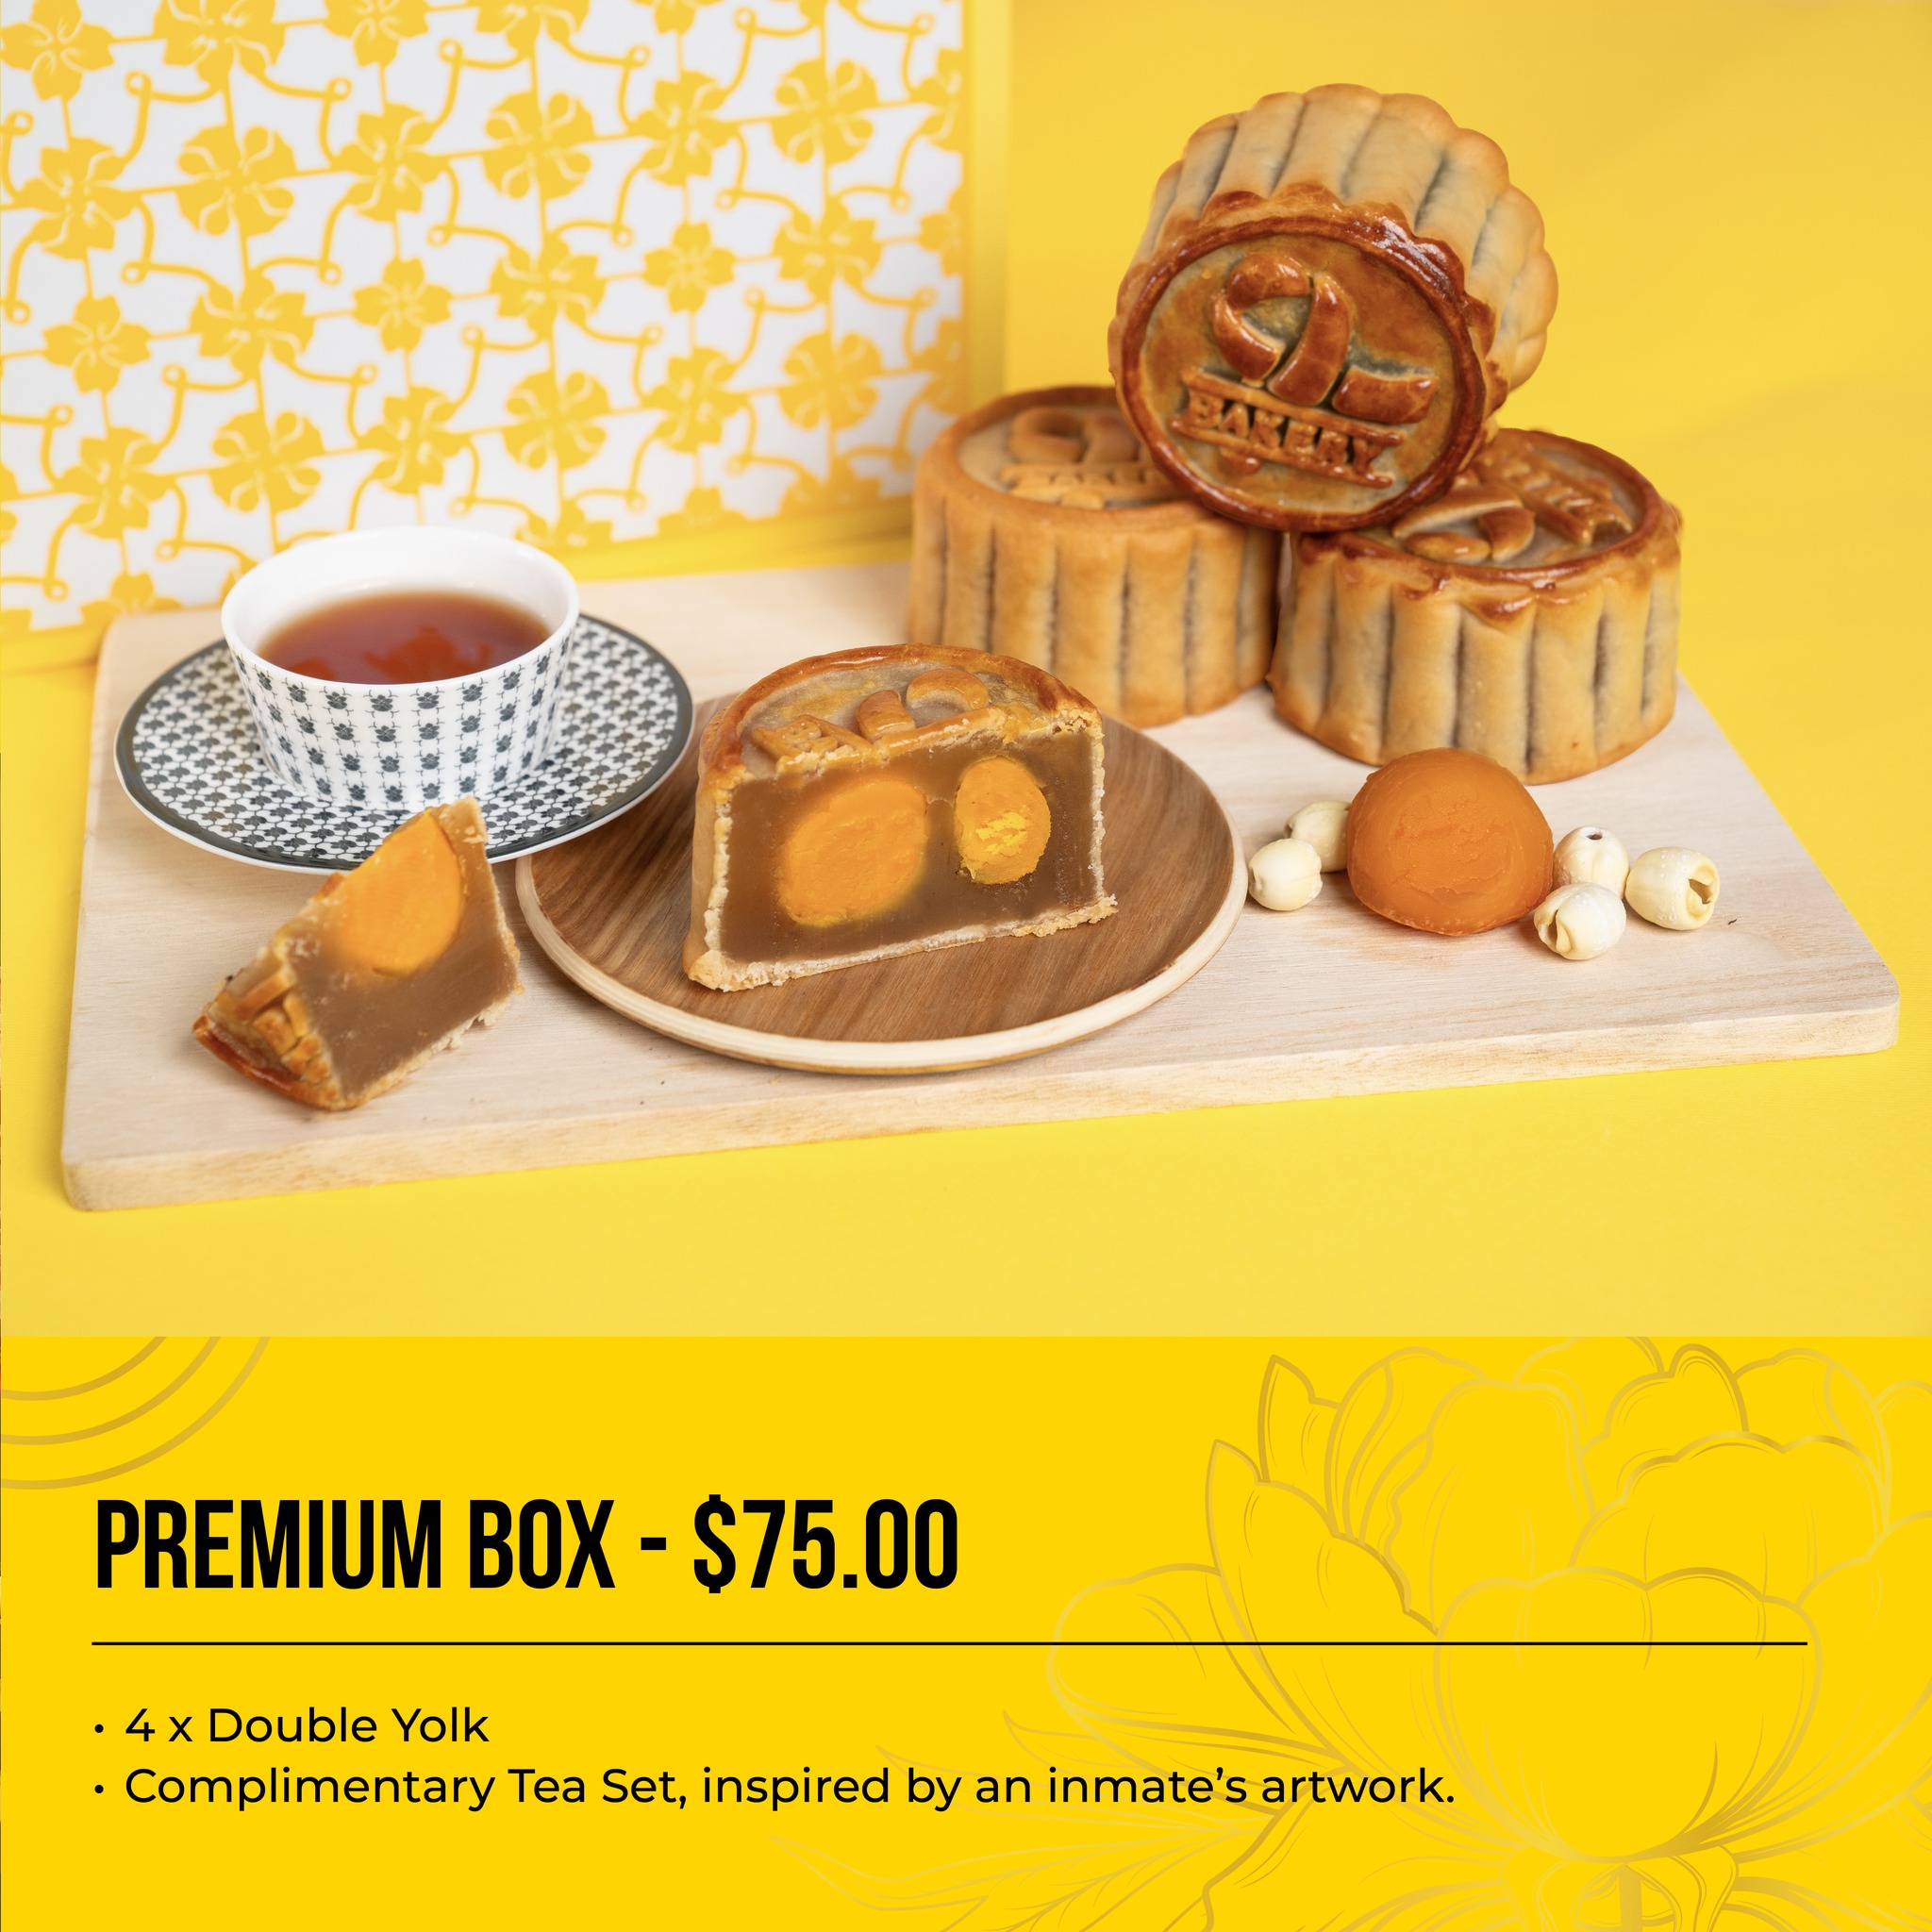 BAKERY
PREMIUM BOX - $75.00
• 4 x Double Yolk
• Complimentary Tea Set, inspired by an inmate’s artwork.